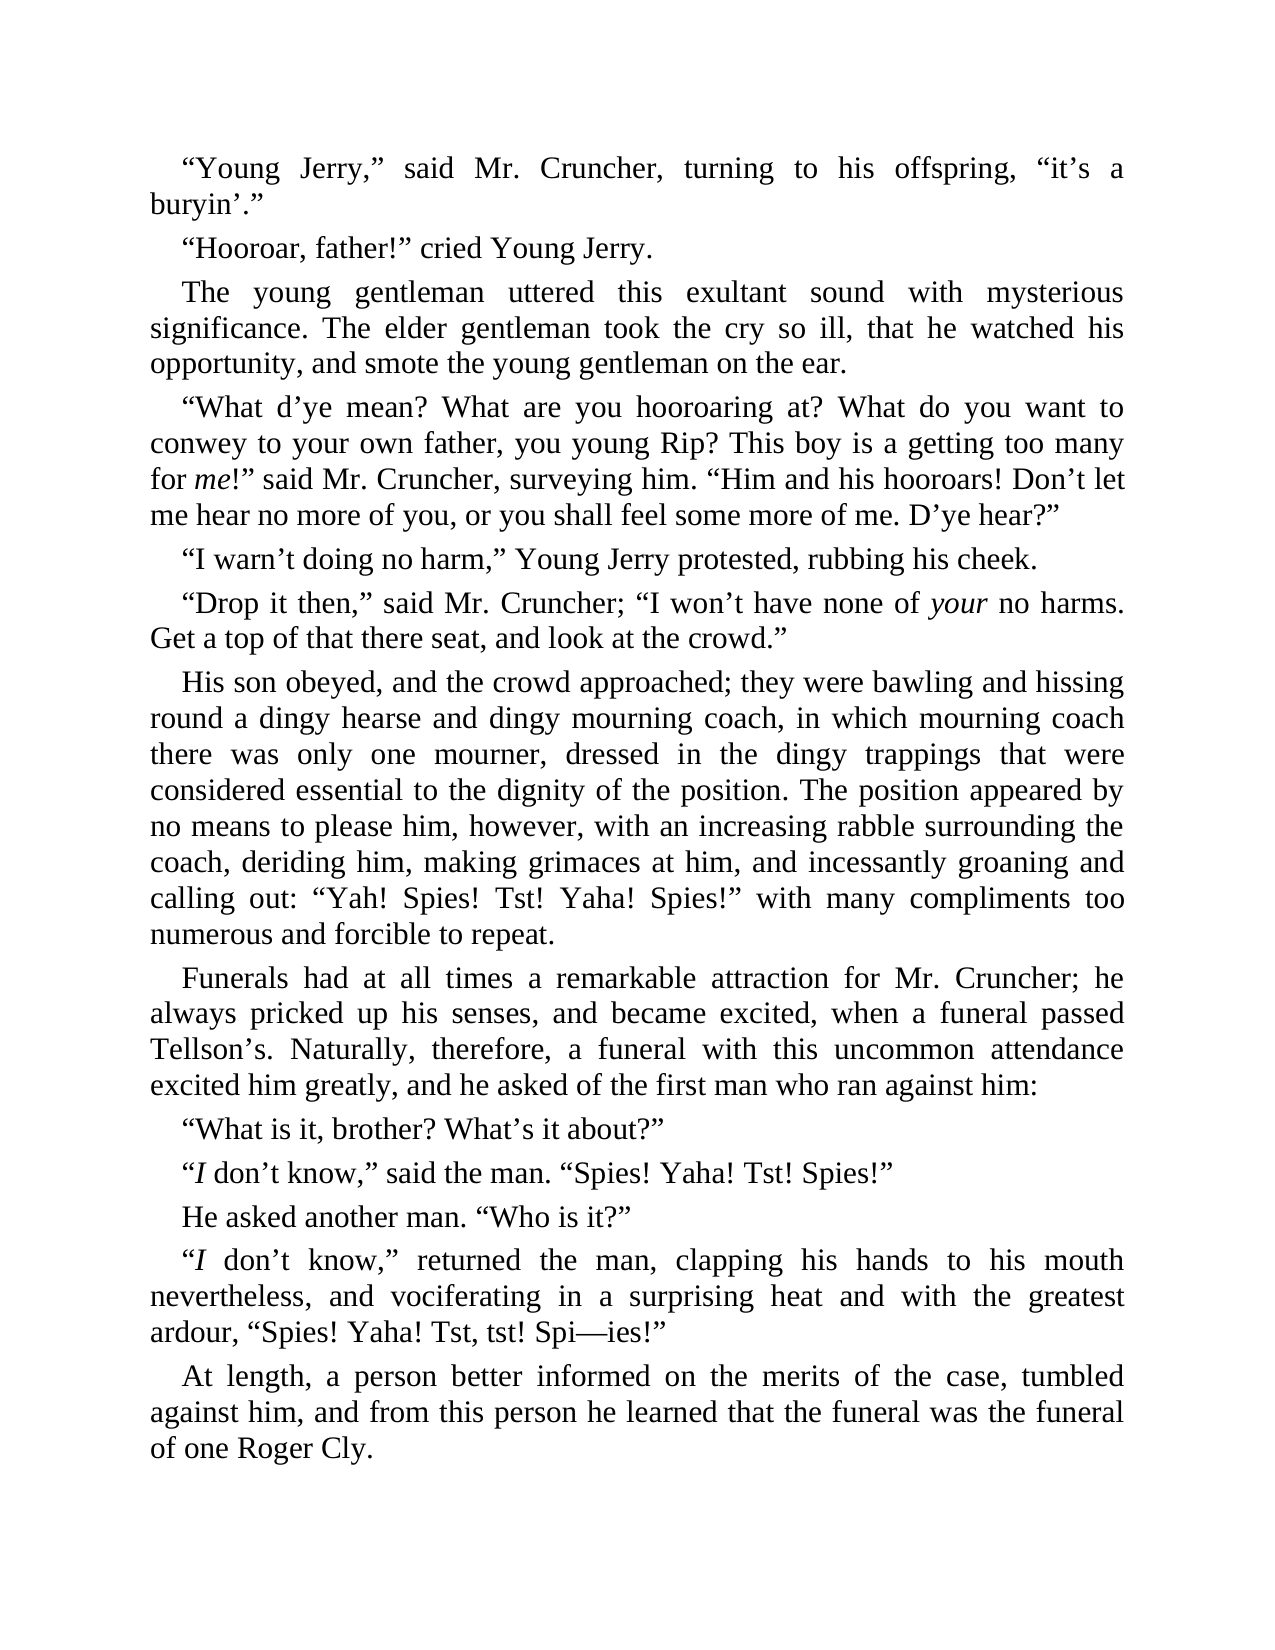 “Young Jerry,” said Mr. Cruncher, turning to his offspring, “it’s a
buryin’.”
“Hooroar, father!” cried Young Jerry.
The young gentleman uttered this exultant sound with mysterious
significance. The elder gentleman took the cry so ill, that he watched his
opportunity, and smote the young gentleman on the ear.
“What d’ye mean? What are you hooroaring at? What do you want to
conwey to your own father, you young Rip? This boy is a getting too many
for me!” said Mr. Cruncher, surveying him. “Him and his hooroars! Don’t let
me hear no more of you, or you shall feel some more of me. D’ye hear?”
“I warn’t doing no harm,” Young Jerry protested, rubbing his cheek.
“Drop it then,” said Mr. Cruncher; “I won’t have none of your no harms.
Get a top of that there seat, and look at the crowd.”
His son obeyed, and the crowd approached; they were bawling and hissing
round a dingy hearse and dingy mourning coach, in which mourning coach
there was only one mourner, dressed in the dingy trappings that were
considered essential to the dignity of the position. The position appeared by
no means to please him, however, with an increasing rabble surrounding the
coach, deriding him, making grimaces at him, and incessantly groaning and
calling out: “Yah! Spies! Tst! Yaha! Spies!” with many compliments too
numerous and forcible to repeat.
Funerals had at all times a remarkable attraction for Mr. Cruncher; he
always pricked up his senses, and became excited, when a funeral passed
Tellson’s. Naturally, therefore, a funeral with this uncommon attendance
excited him greatly, and he asked of the first man who ran against him:
“What is it, brother? What’s it about?”
“I don’t know,” said the man. “Spies! Yaha! Tst! Spies!”
He asked another man. “Who is it?”
“I don’t know,” returned the man, clapping his hands to his mouth
nevertheless, and vociferating in a surprising heat and with the greatest
ardour, “Spies! Yaha! Tst, tst! Spi—ies!”
At length, a person better informed on the merits of the case, tumbled
against him, and from this person he learned that the funeral was the funeral
of one Roger Cly.